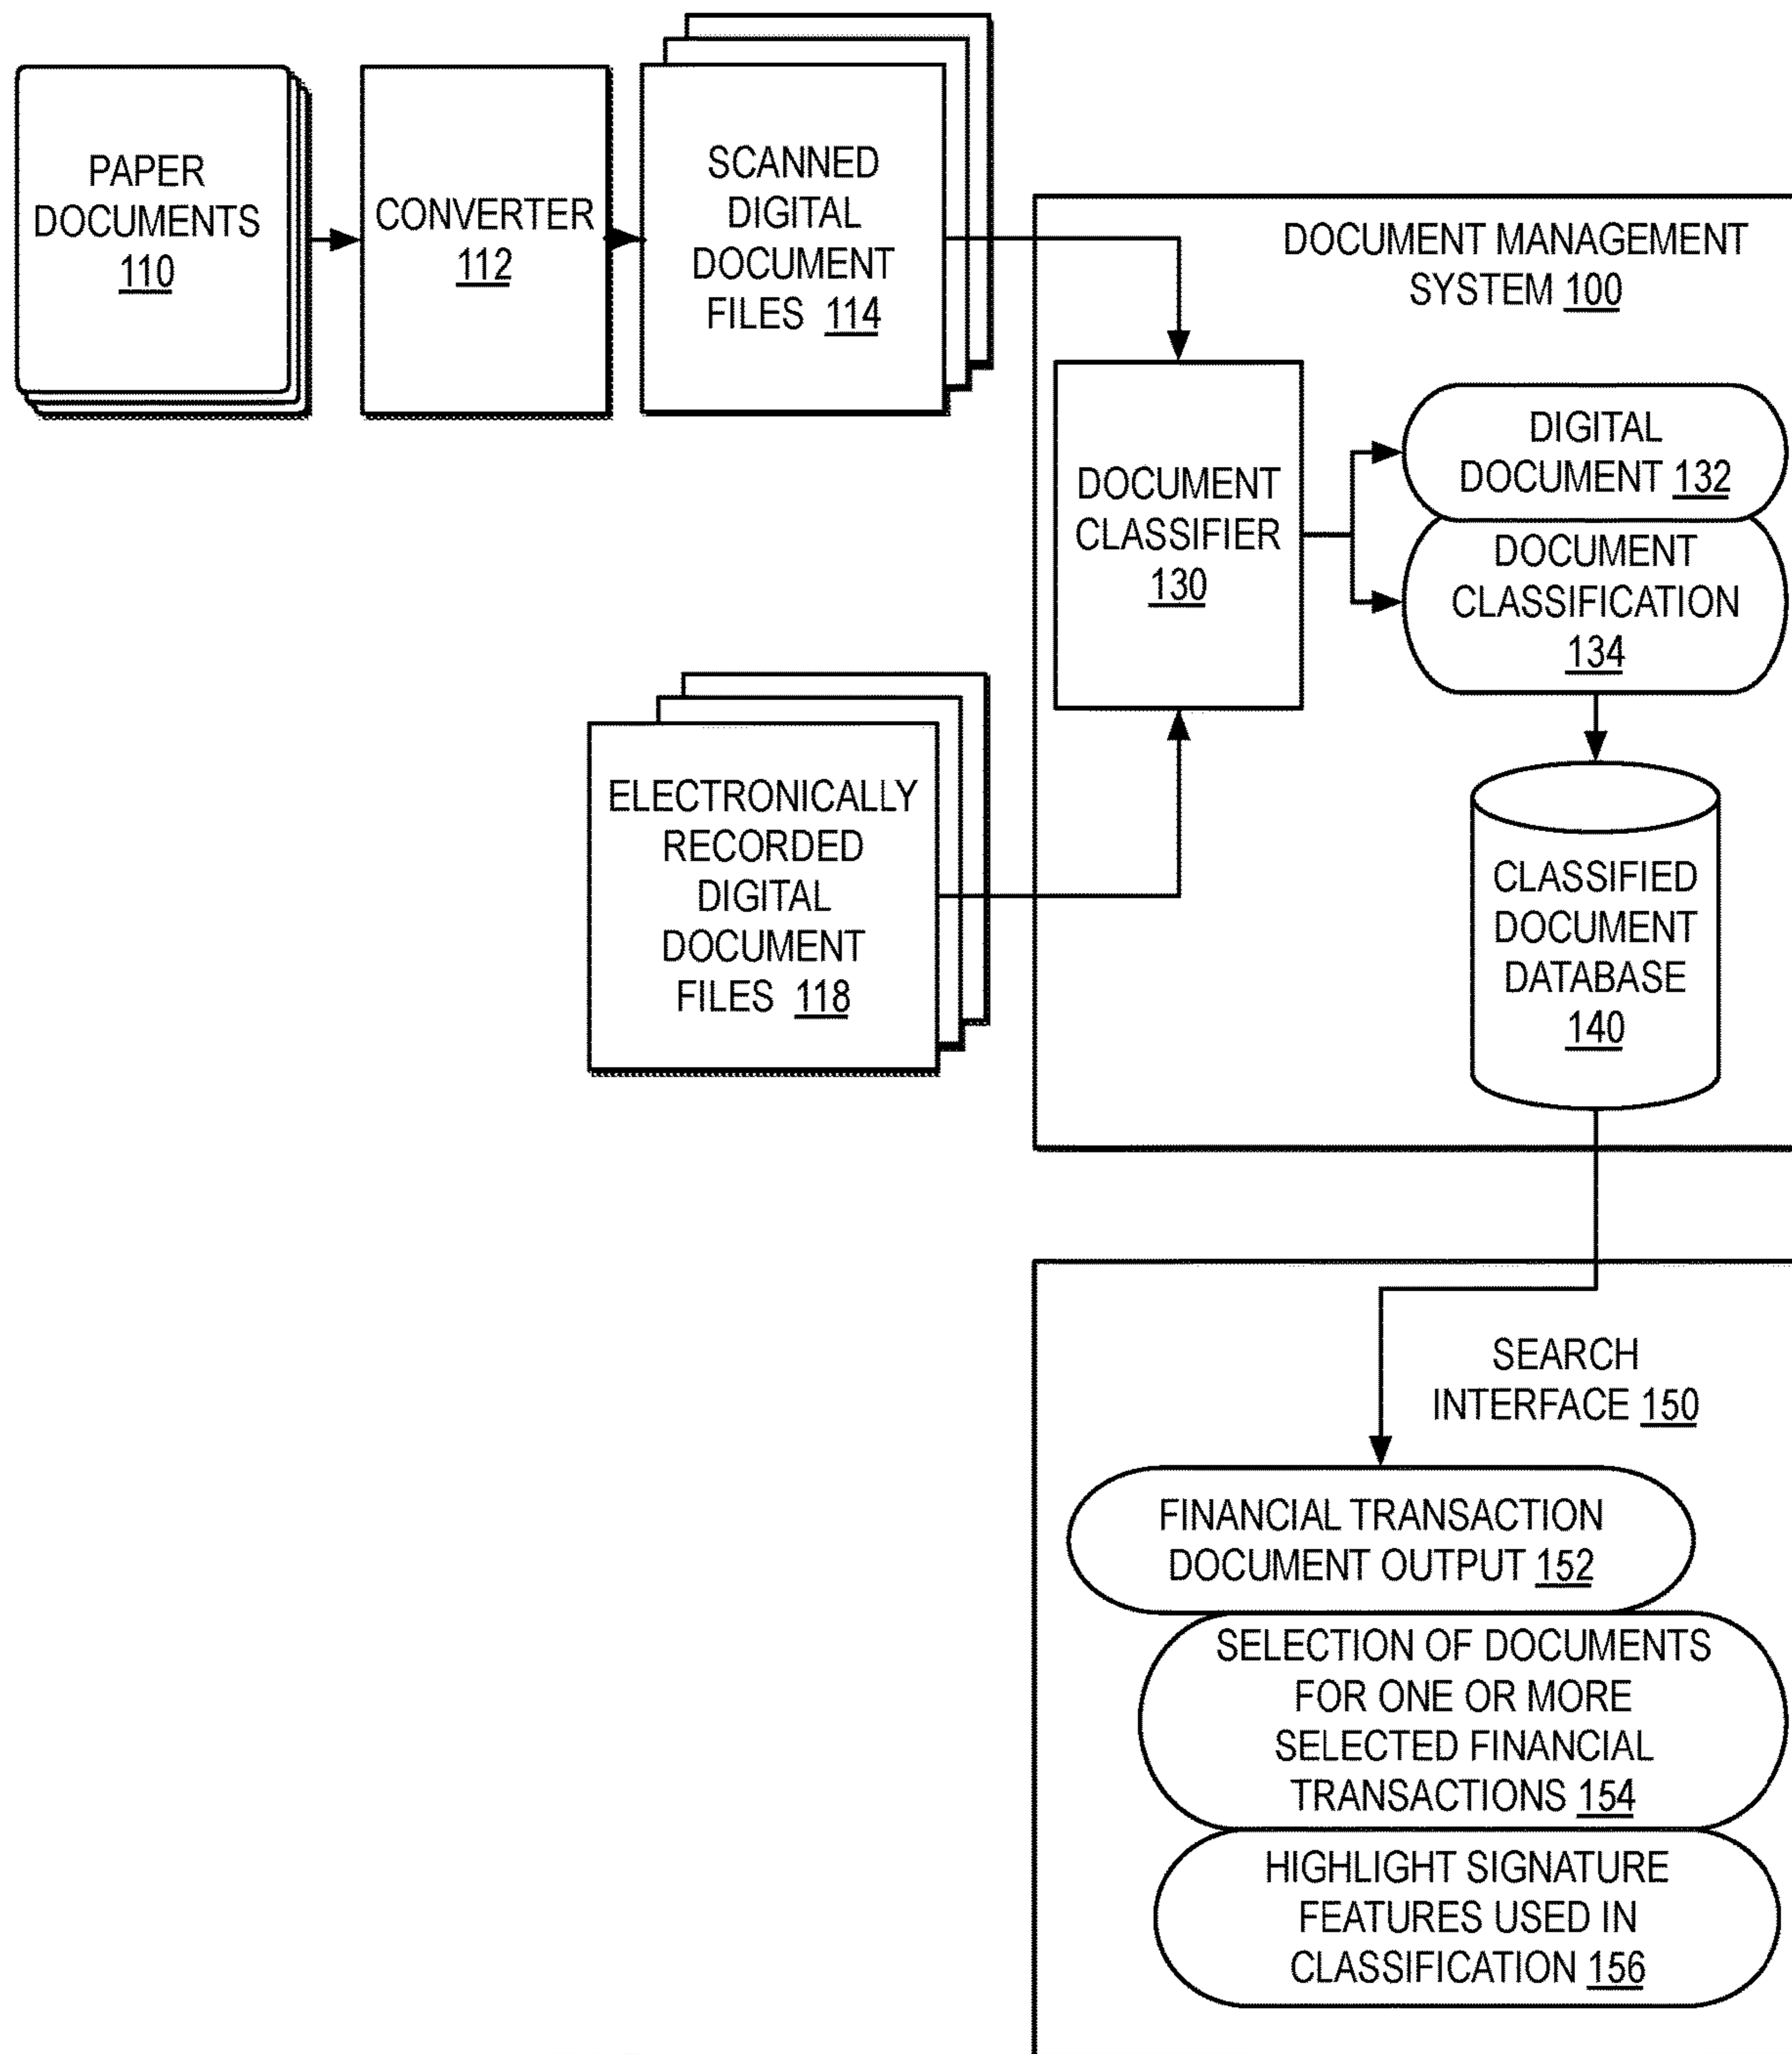 PAPER
DOCUMENTS
110
CONVERTER
112
SCANNED
DIGITAL
DOCUMENT
FILES 114
DOCUMENT MANAGEMENT
SYSTEM 100
DOCUMENT
CLASSIFIER
130
DIGITAL
DOCUMENT 132
DOCUMENT
CLASSIFICATION
134
ELECTRONICALLY
RECORDED
DIGITAL
DOCUMENT
FILES 118
CLASSIFIED
DOCUMENT
DATABASE
140
SEARCH
INTERFACE 150
FINANCIAL TRANSACTION
DOCUMENT OUTPUT 152
SELECTION OF DOCUMENTS
FOR ONE OR MORE
SELECTED FINANCIAL
TRANSACTIONS 154
HIGHLIGHT SIGNATURE
FEATURES USED IN
CLASSIFICATION 156